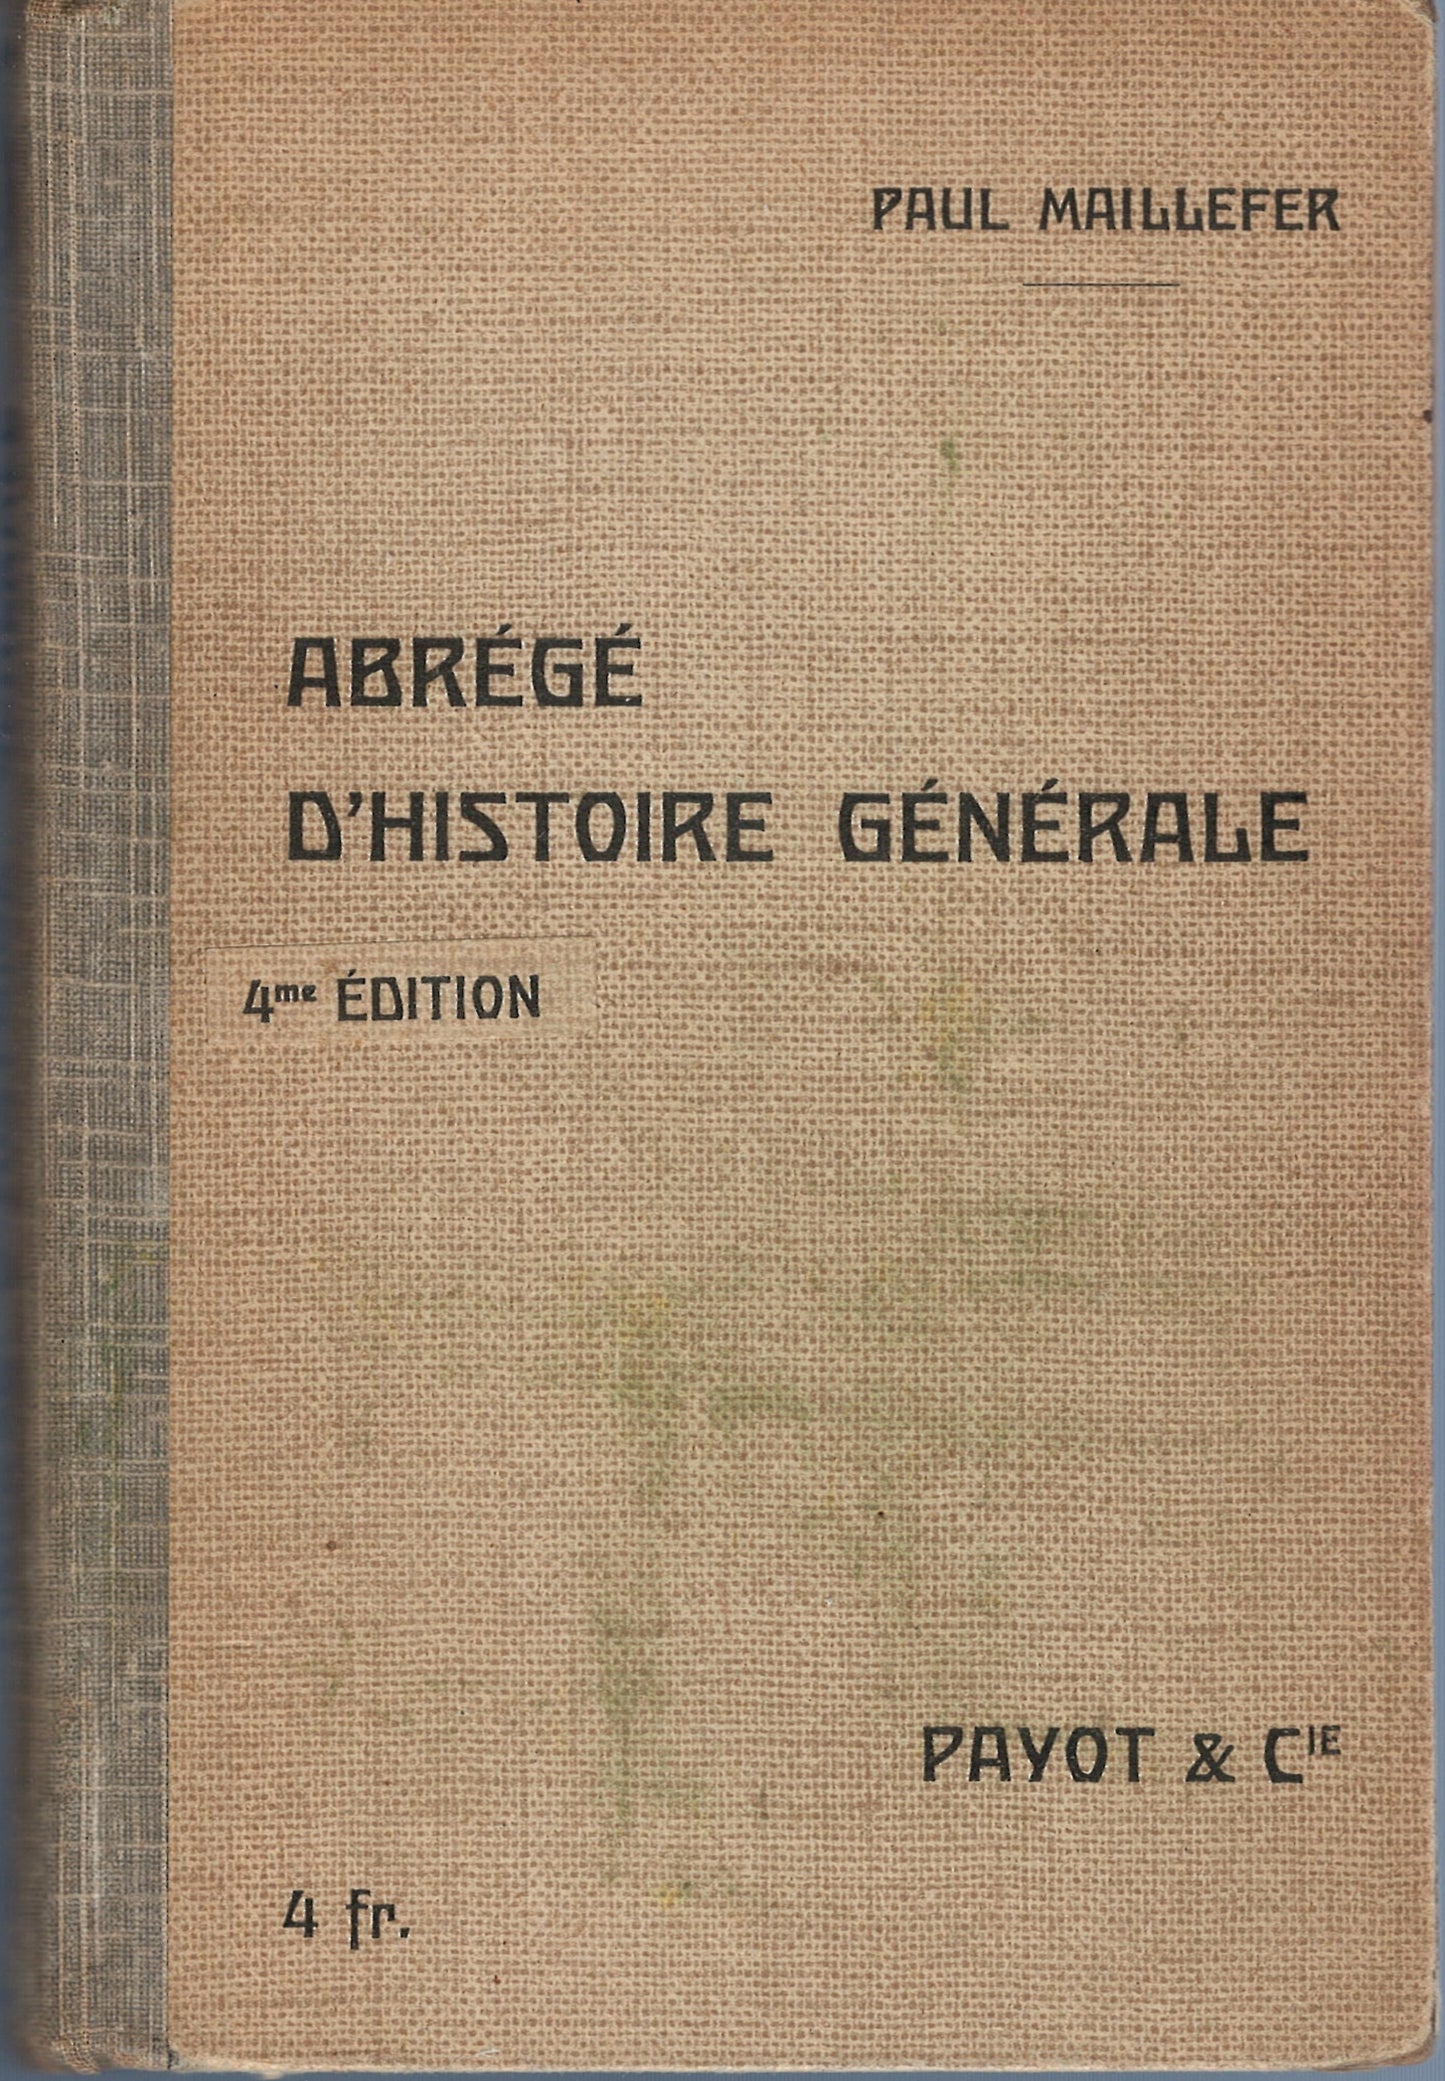 PAUL MAILLEFER
ABRÉGÉ
D'HISTOIRE GÉNÉRALE
4me ÉDITION
PAYOT & CIE
4 fr.